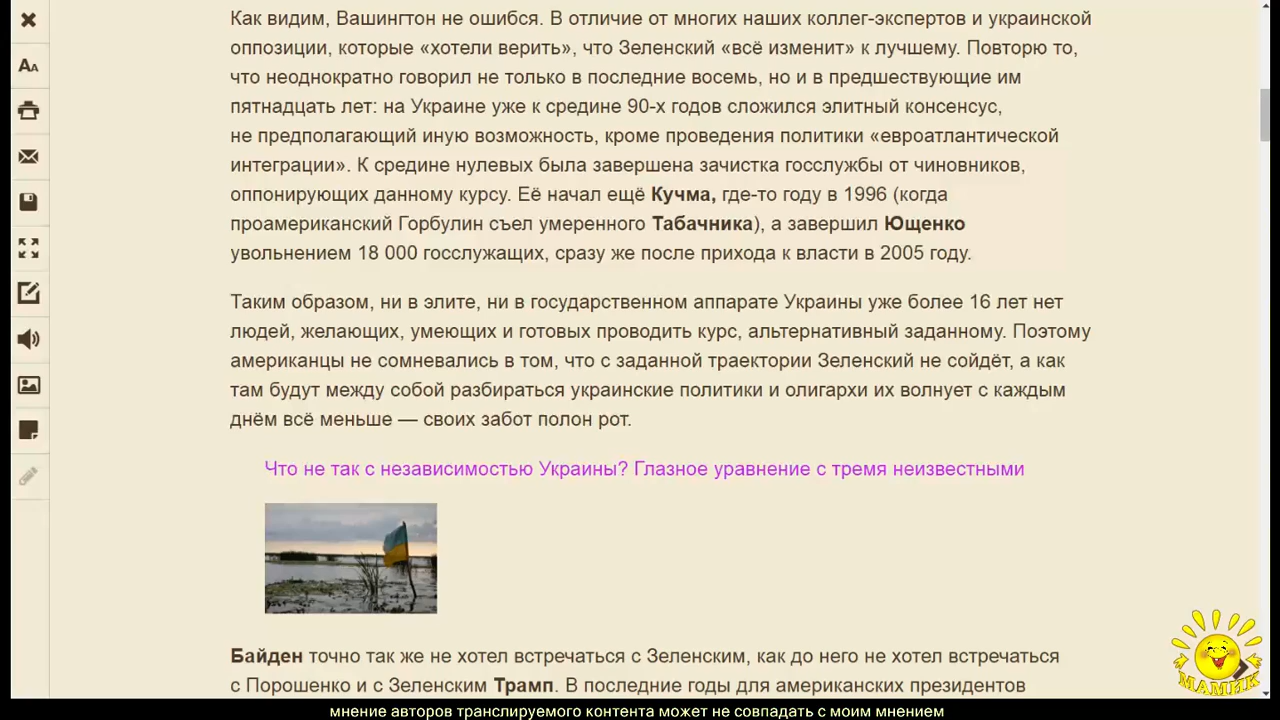 Как видим, Вашингтон не ошибся. В отличие от многих наших коллег-экспертов и украинской
оппозиции, которые «хотели верить», что Зеленский «всё изменит» к лучшему. Повторю то,
что неоднократно говорил не только в последние восемь, но и в предшествующие им
пятнадцать лет: на Украине уже к средине 90-х годов сложился элитный консенсус,
не предполагающий иную возможность, кроме проведения политики «евроатлантической
интеграции». К средине нулевых была завершена зачистка госслужбы от чиновников,
оппонирующих данному курсу. Её начал ещё Кучма, где-то году в 1996 (когда
проамериканский Горбулин съел умеренного Табачника), а завершил Ющенко
увольнением 18 000 госслужащих, сразу же после прихода к власти в 2005 году.
Таким образом, ни в элите, ни в государственном аппарате Украины уже более 16 лет нет
людей, желающих, умеющих и готовых проводить курс, альтернативный заданному. Поэтому
американцы не сомневались в том, что с заданной траектории Зеленский не сойдёт, а как
там будут между собой разбираться украинские политики и олигархи их волнует с каждым
днём всё меньше — своих забот полон рот.
Что не так с независимостью Украины? Глазное уравнение с тремя неизвестными
Байден точно так же не хотел встречаться с Зеленским, как до него не хотел встречаться
с Порошенко и с Зеленским Трамп. В последние годы для американских президентов
МАМИК
мнение авторов транслируемого контента может не совпадать с моим мнением